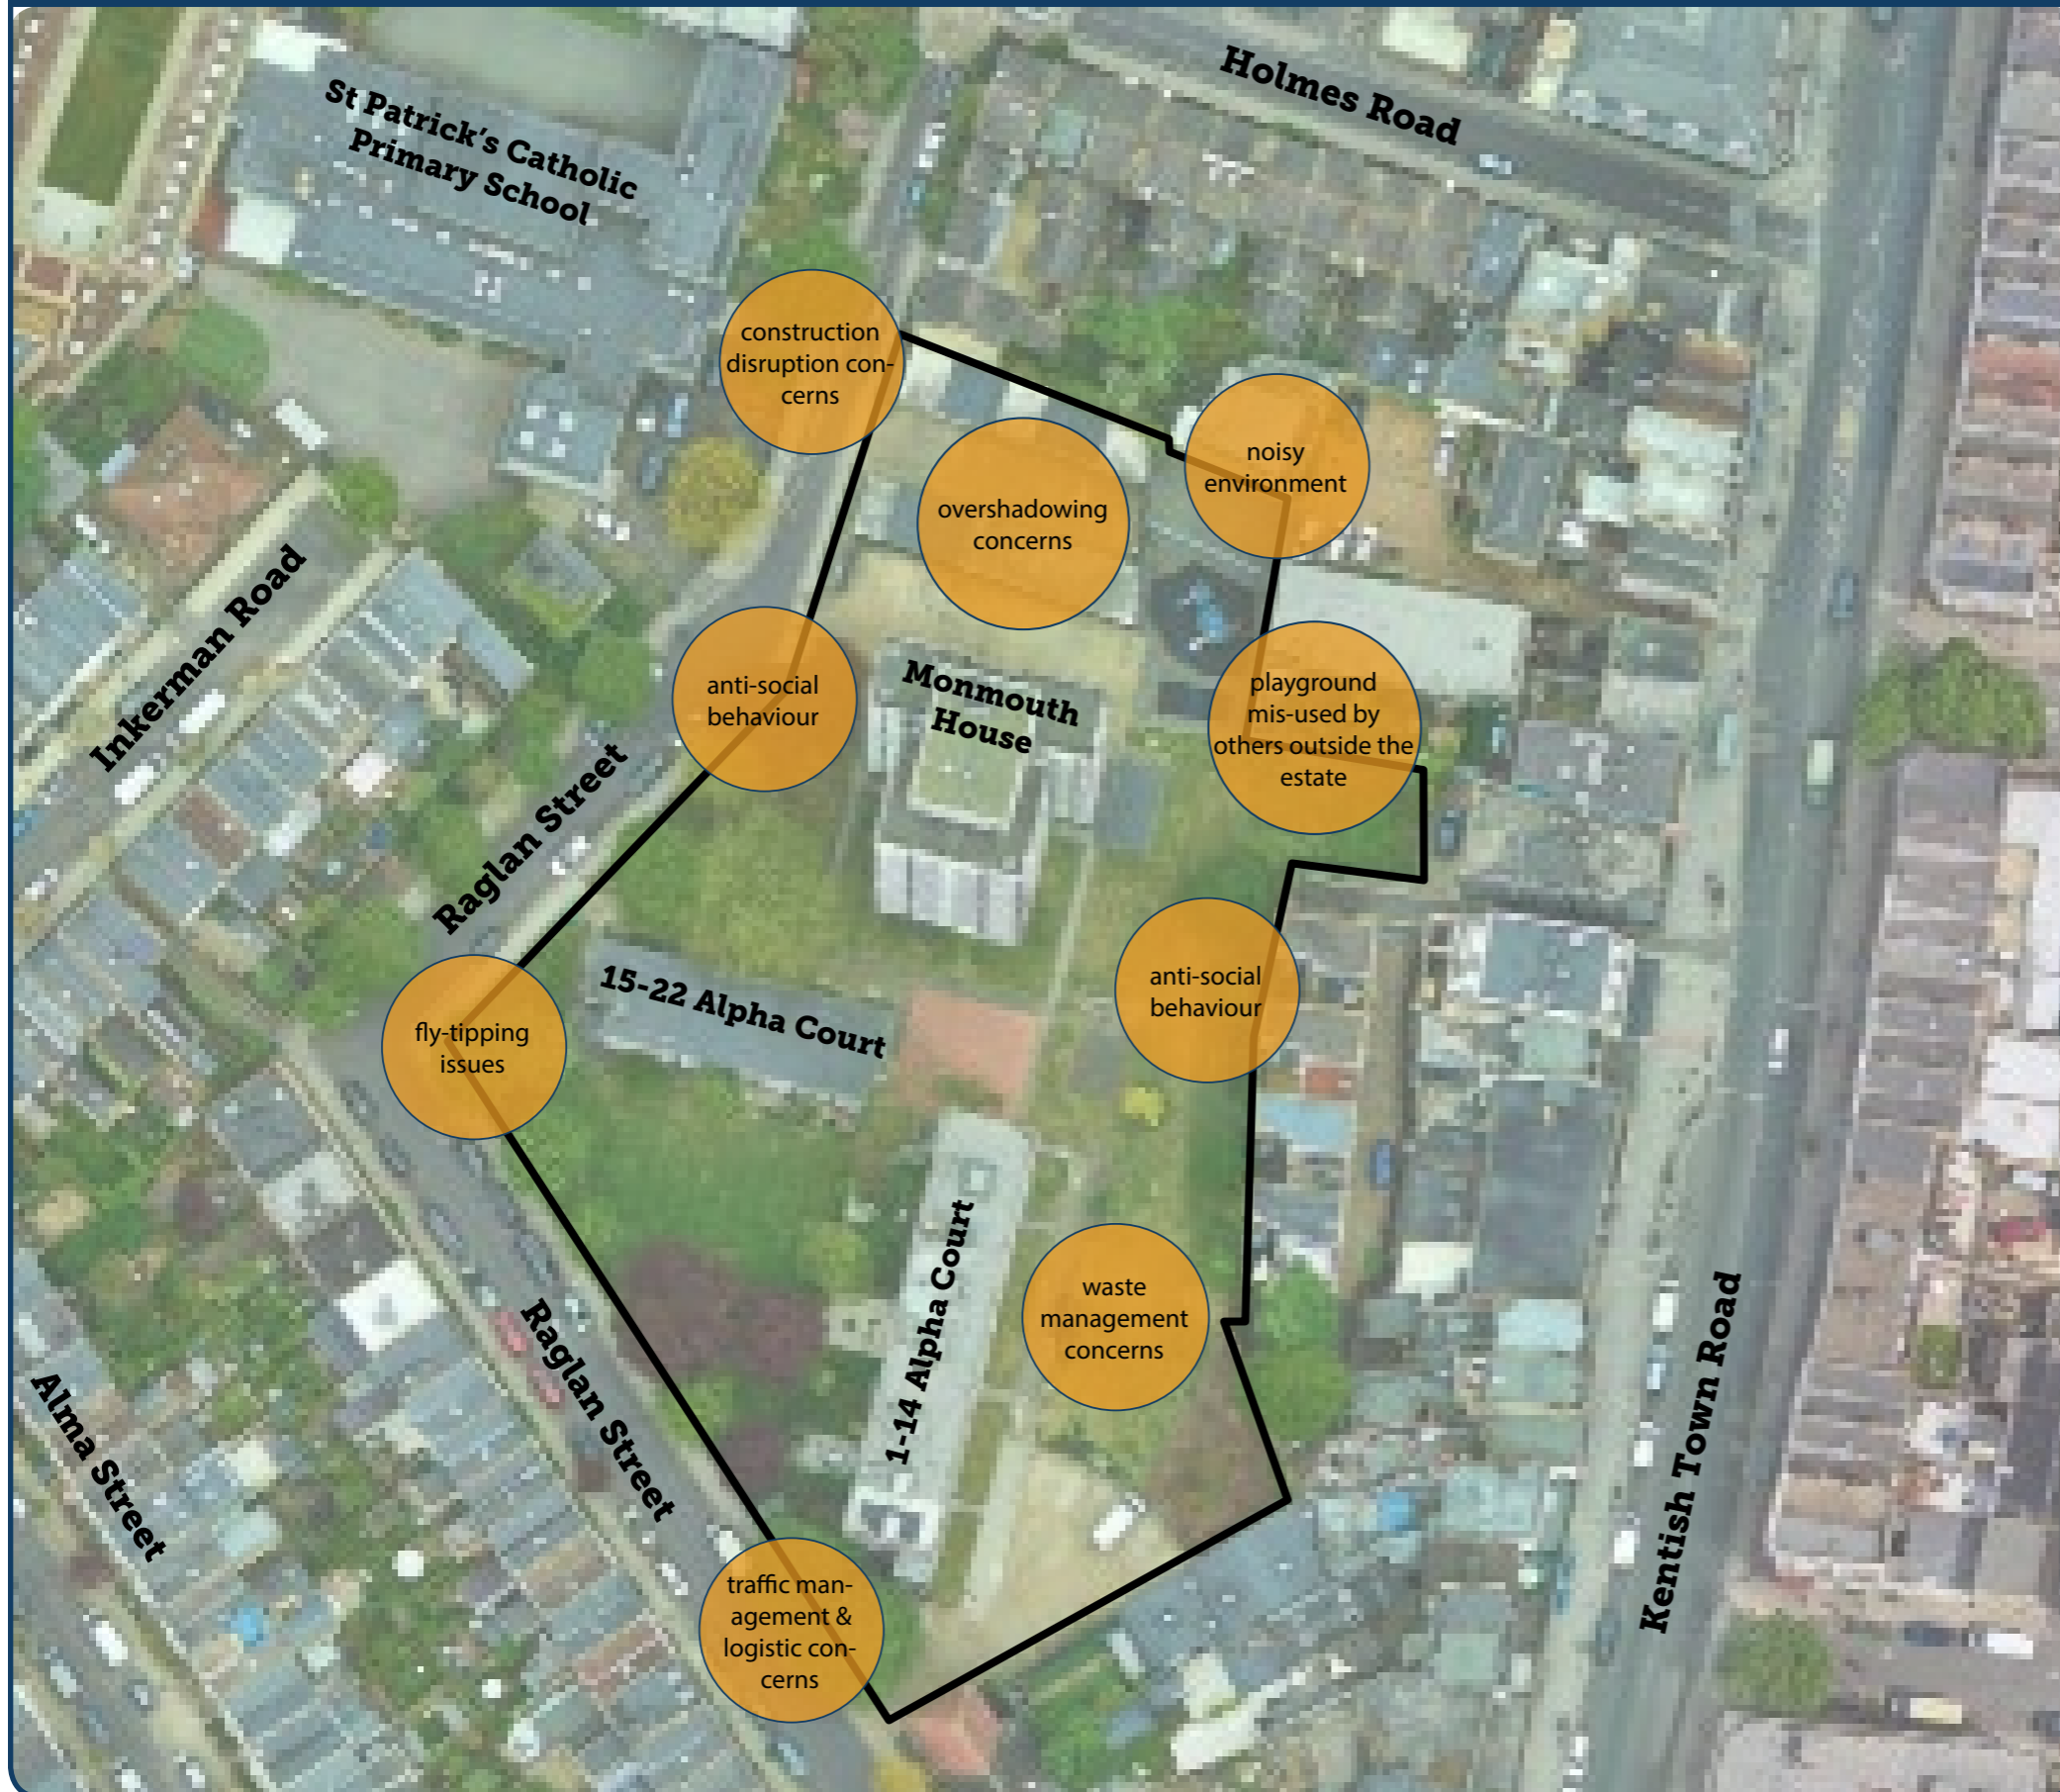 Holmes Road
St Patrick's Catholic
Primary School
construction
disruption con-
cerns
noisy
environment
overshadowing
concerns
Inkerman Road
anti-social
behaviour
Monmouth
House
playground
mis-used by
others outside the
estate
Raglan Street
15-22 Alpha Court
anti-social
behaviour
fly-tipping
issues
1-14 Alpha Court
waste
management
concerns
Raglan Street
Alma Street
Kentish Town Road
traffic man-
agement &
logistic con-
cerns